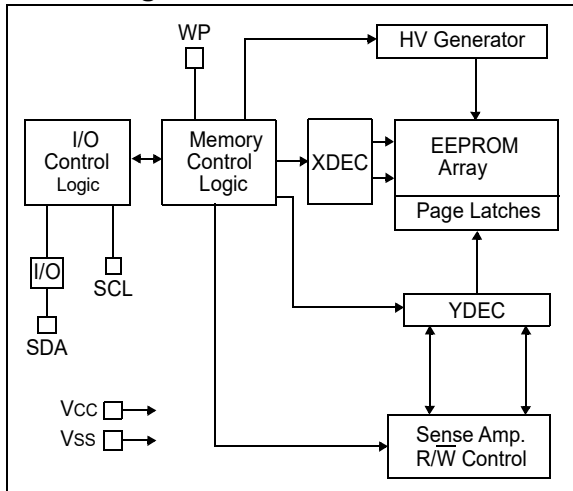 WP
HV Generator
I/O
Control
Logic
Memory
Control
Logic
XDEC
EEPROM
Array
Page Latches
I/O
SCL
SDA
YDEC
VCC
VSS
Sense Amp.
R/W̅ Control